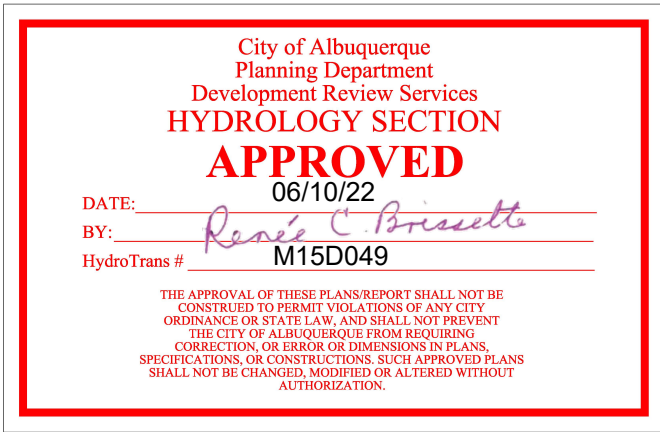 City of Albuquerque
Planning Department
Development Review Services
HYDROLOGY SECTION
APPROVED
DATE: 06/10/22
BY: Renée C. Brissette
HydroTrans # M15D049
THE APPROVAL OF THESE PLANS/REPORT SHALL NOT BE
CONSTRUED TO PERMIT VIOLATIONS OF ANY CITY
ORDINANCE OR STATE LAW, AND SHALL NOT PREVENT
THE CITY OF ALBUQUERQUE FROM REQUIRING
CORRECTION, OR ERROR OR DIMENSIONS IN PLANS,
SPECIFICATIONS, OR CONSTRUCTIONS. SUCH APPROVED PLANS
SHALL NOT BE CHANGED, MODIFIED OR ALTERED WITHOUT
AUTHORIZATION.